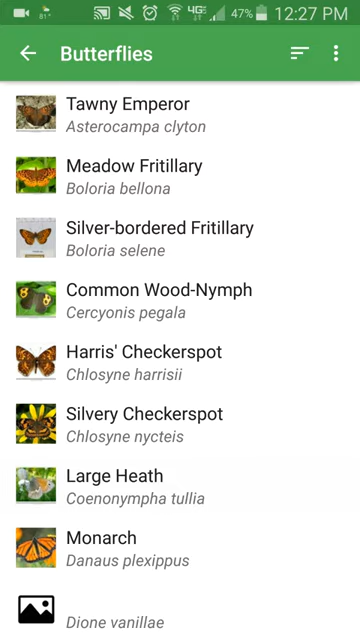 81°
4G
47%
12:27 PM
Butterflies
Tawny Emperor
Asterocampa clyton
Meadow Fritillary
Boloria bellona
Silver-bordered Fritillary
Boloria selene
Common Wood-Nymph
Cercyonis pegala
Harris' Checkerspot
Chlosyne harrisii
Silvery Checkerspot
Chlosyne nycteis
Large Heath
Coenonympha tullia
Monarch
Danaus plexippus
Dione vanillae